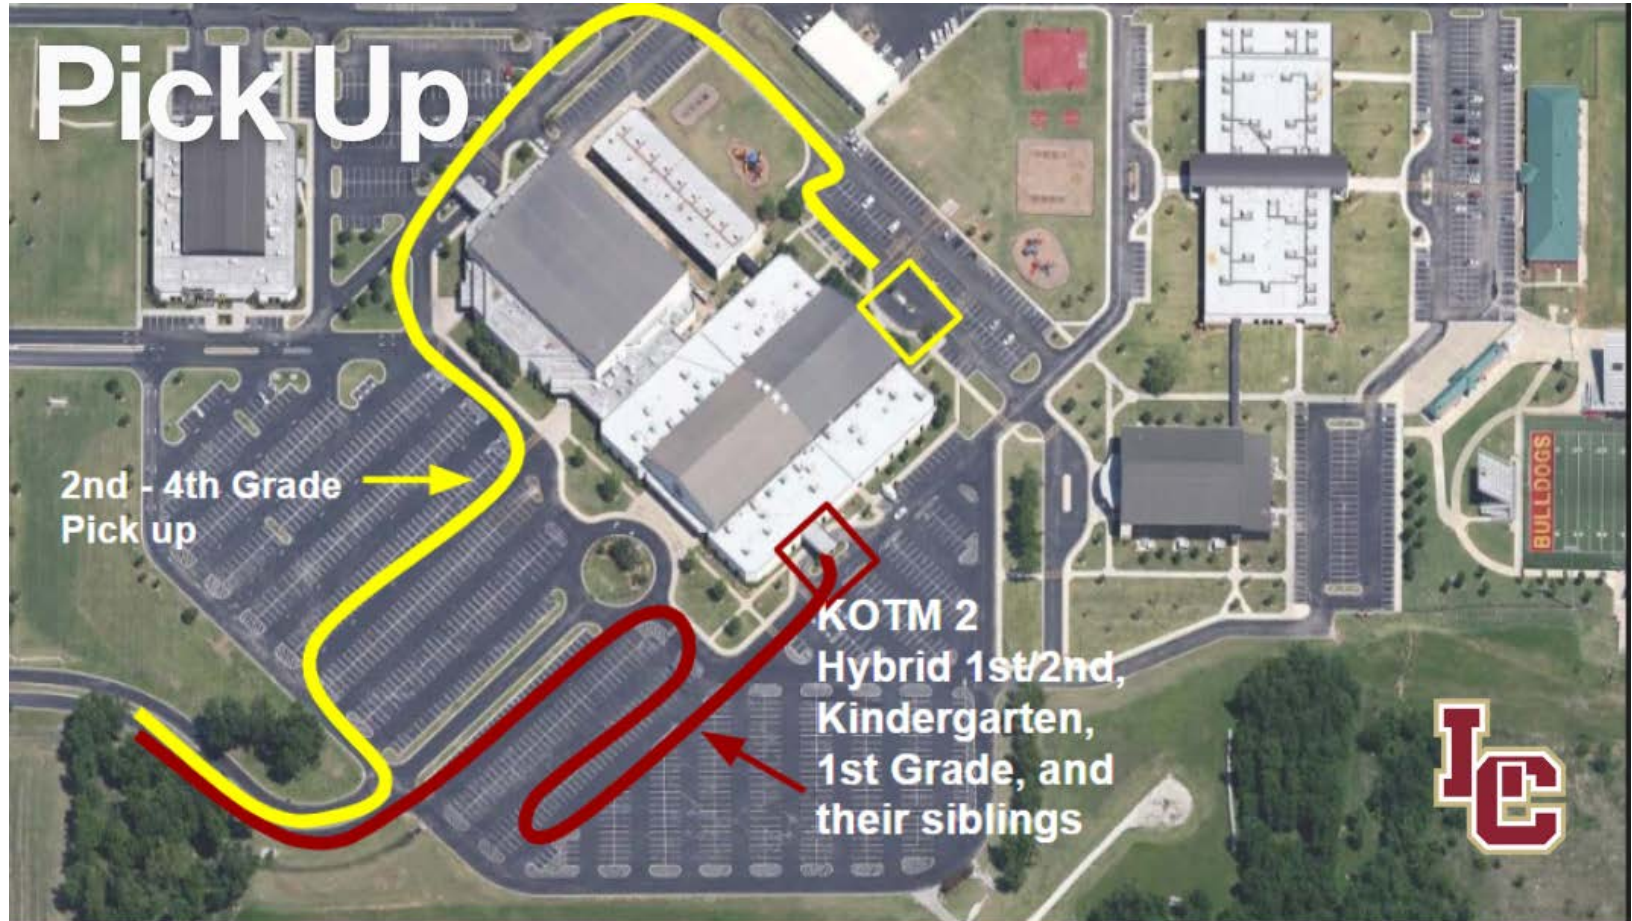 Pick Up
2nd - 4th Grade
Pick up
KOTM 2
Hybrid 1st/2nd,
Kindergarten,
1st Grade, and
their siblings
BULLDOGS
IC